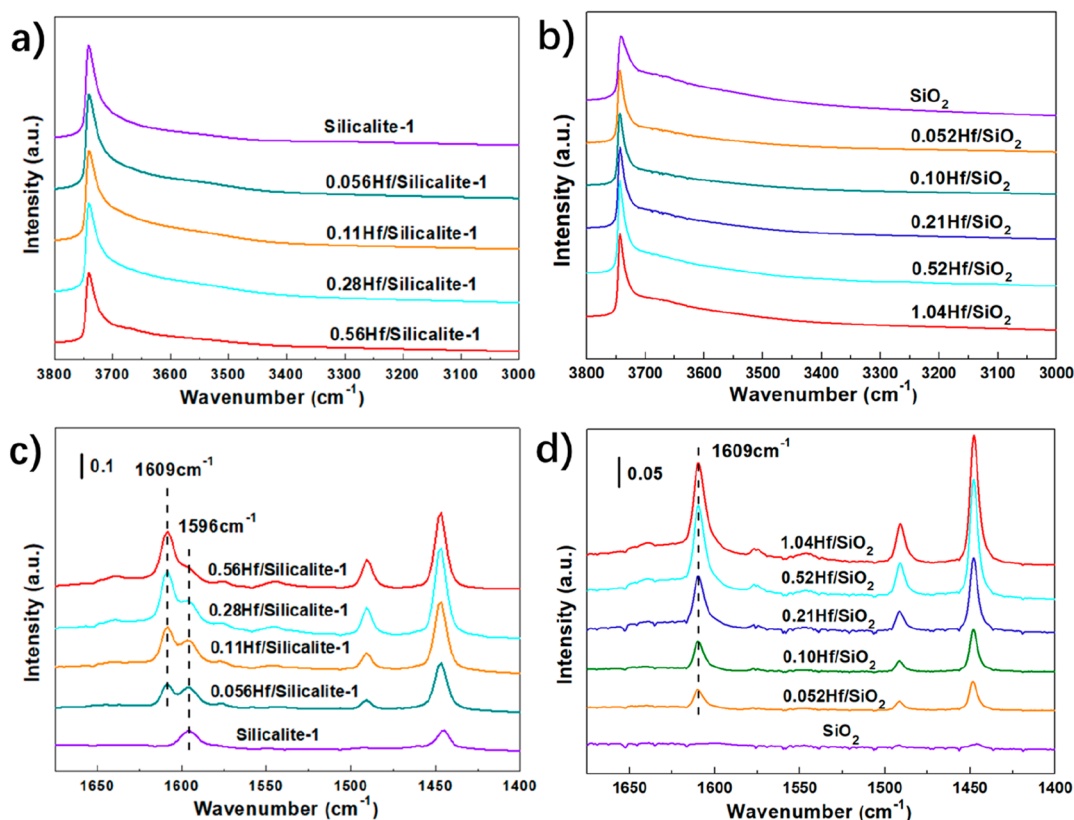 a)
Silicalite-1
0.056Hf/Silicalite-1
0.11Hf/Silicalite-1
0.28Hf/Silicalite-1
0.56Hf/Silicalite-1
Intensity (a.u.)
3800 3700 3600 3500 3400 3300 3200 3100 3000
Wavenumber (cm⁻¹)
b)
SiO₂
0.052Hf/SiO₂
0.10Hf/SiO₂
0.21Hf/SiO₂
0.52Hf/SiO₂
1.04Hf/SiO₂
Intensity (a.u.)
3800 3700 3600 3500 3400 3300 3200 3100 3000
Wavenumber (cm⁻¹)
c)
0.1
1609cm⁻¹
1596cm⁻¹
0.56Hf/Silicalite-1
0.28Hf/Silicalite-1
0.11Hf/Silicalite-1
0.056Hf/Silicalite-1
Silicalite-1
Intensity (a.u.)
1650 1600 1550 1500 1450 1400
Wavenumber (cm⁻¹)
d)
0.05
1609cm⁻¹
1.04Hf/SiO₂
0.52Hf/SiO₂
0.21Hf/SiO₂
0.10Hf/SiO₂
0.052Hf/SiO₂
SiO₂
Intensity (a.u.)
1650 1600 1550 1500 1450 1400
Wavenumber (cm⁻¹)